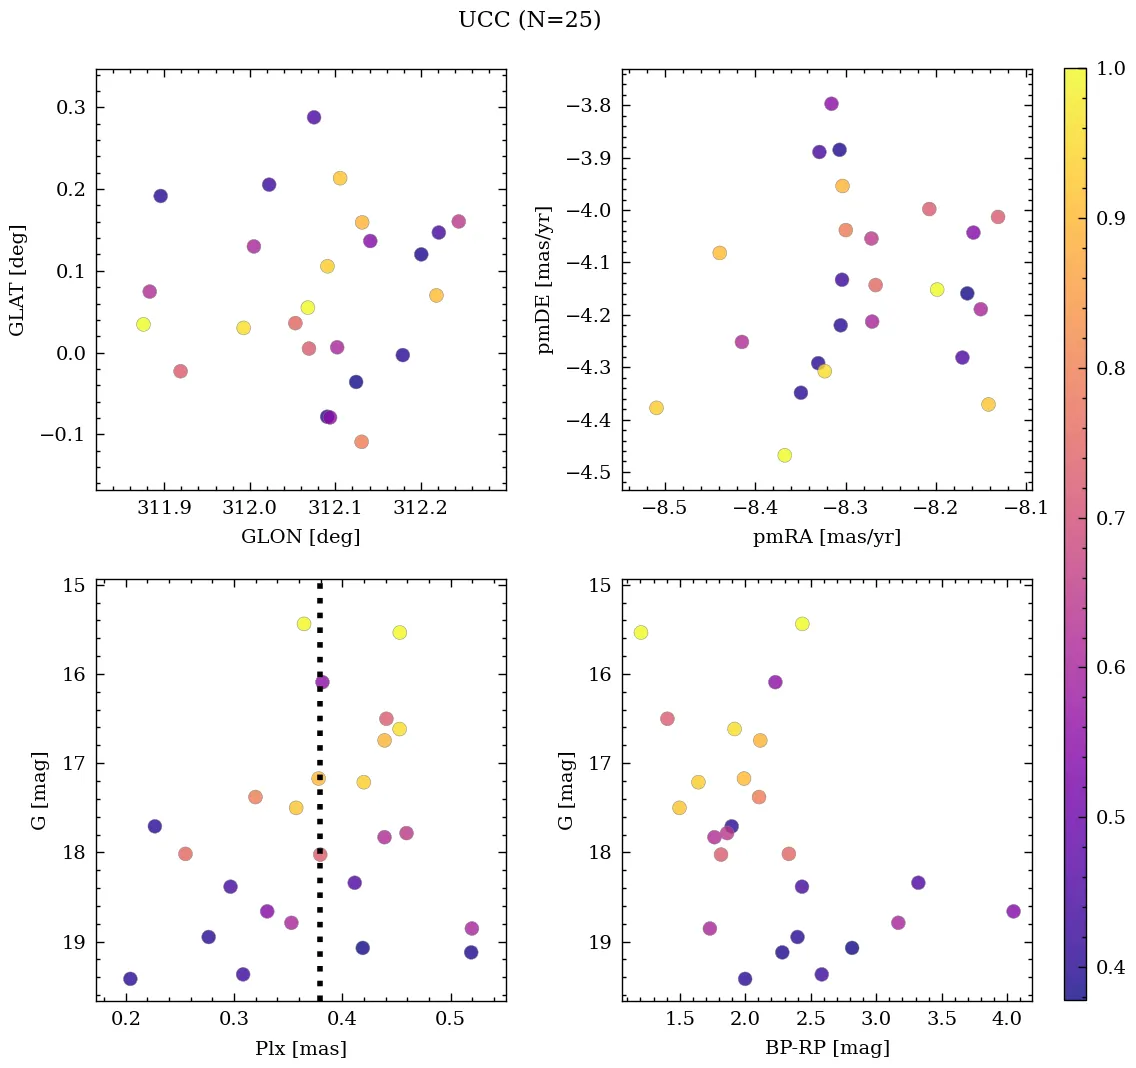 UCC (N=25)
0.3
0.2
0.1
0.0
−0.1
GLAT [deg]
311.9 312.0 312.1 312.2
GLON [deg]
−3.8
−3.9
−4.0
−4.1
−4.2
−4.3
−4.4
−4.5
pmDE [mas/yr]
−8.5 −8.4 −8.3 −8.2 −8.1
pmRA [mas/yr]
15
16
17
18
19
G [mag]
0.2 0.3 0.4 0.5
Plx [mas]
15
16
17
18
19
G [mag]
1.5 2.0 2.5 3.0 3.5 4.0
BP-RP [mag]
1.0
0.9
0.8
0.7
0.6
0.5
0.4